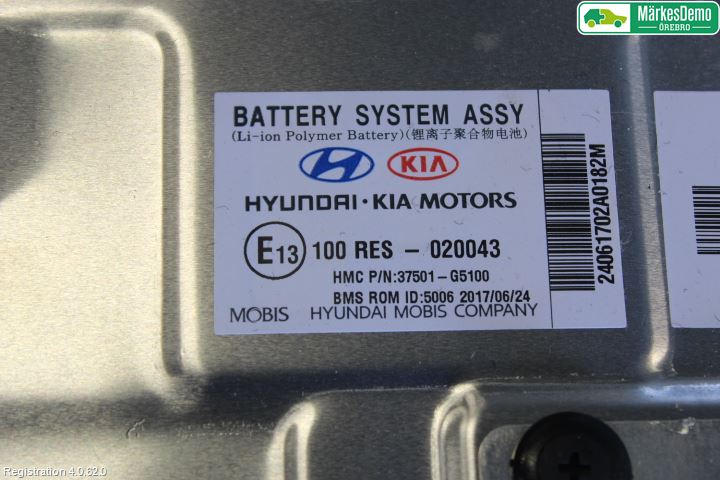 MärkesDemo
ÖREBRO
BATTERY SYSTEM ASSY
(Li-ion Polymer Battery)(锂离子聚合物电池)
KIA
HYUNDAI · KIA MOTORS
E13 100 RES - 020043
HMC P/N:37501-G5100
BMS ROM ID:5006 2017/06/24
MOBIS HYUNDAI MOBIS COMPANY
24061702A0182M
Registration 4.0.62.0